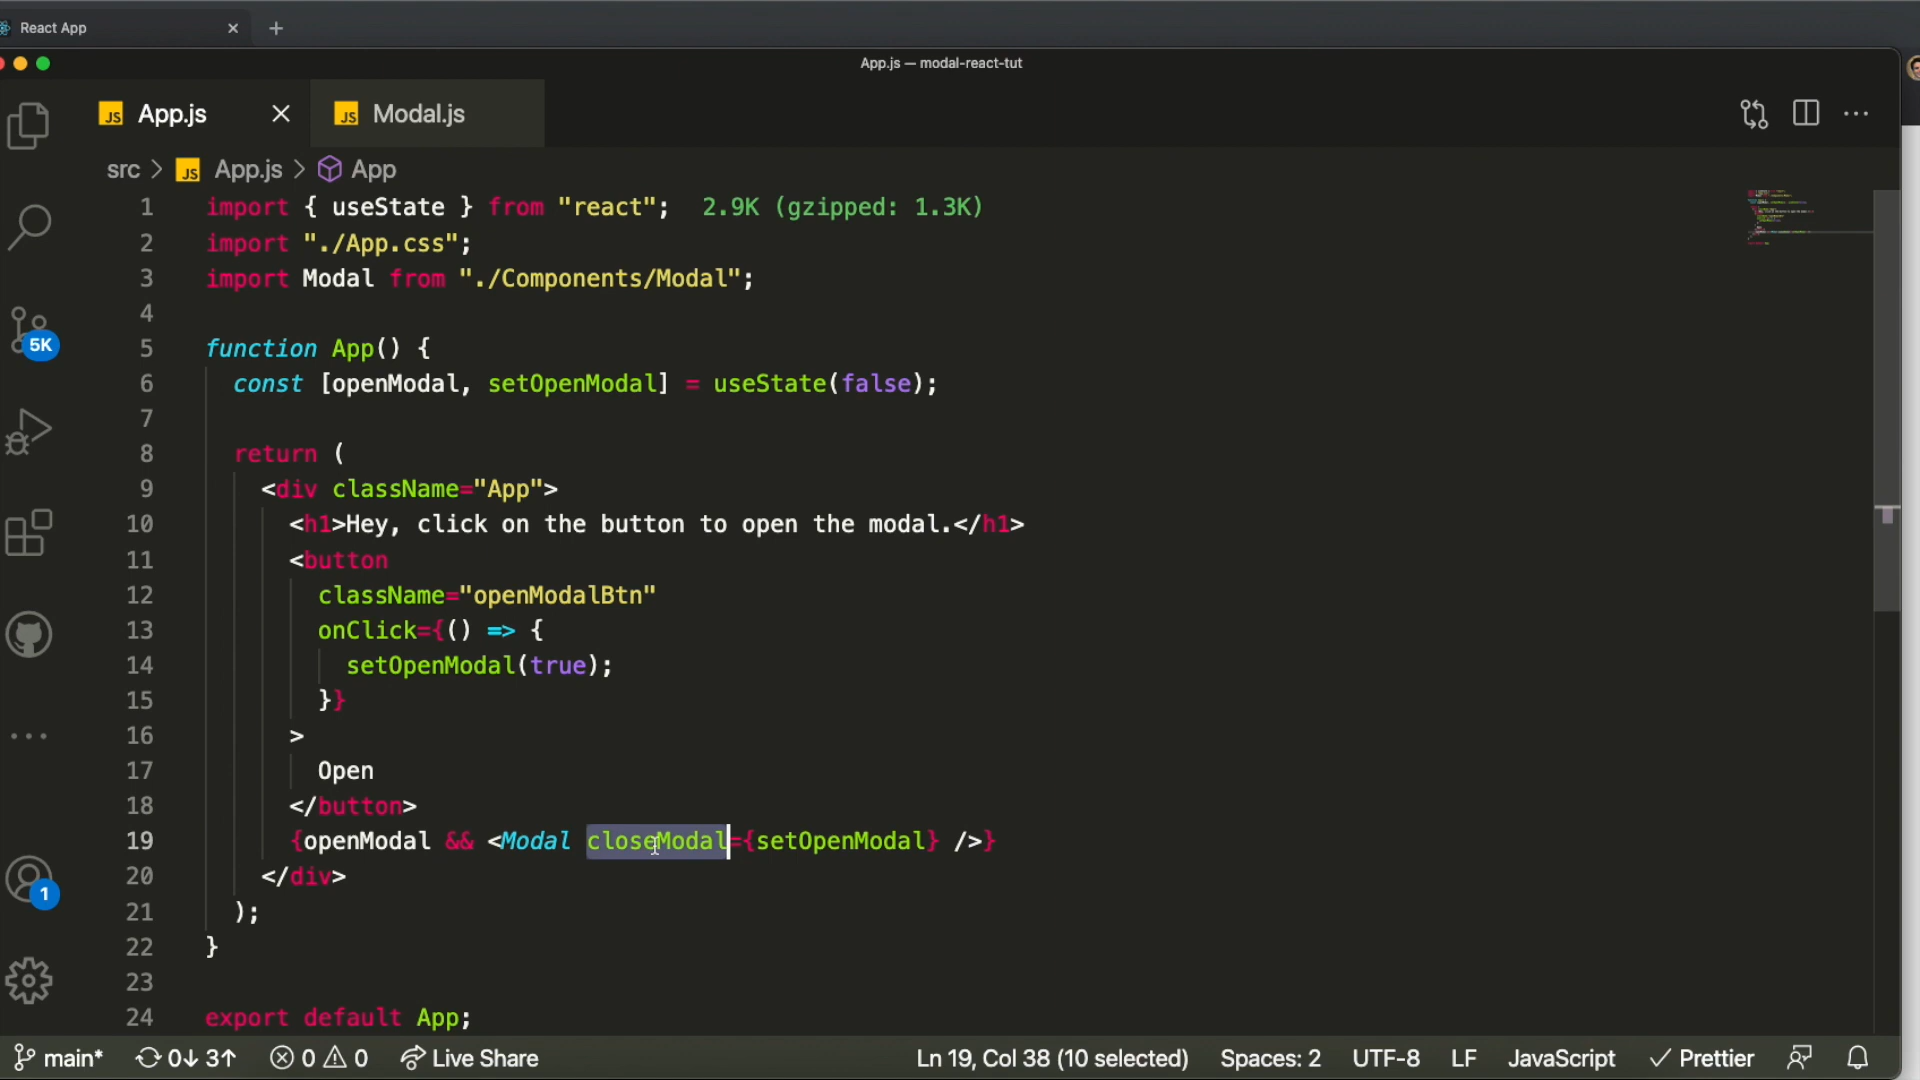 React App
App.js — modal-react-tut
JS App.js
JS Modal.js
src > JS App.js > App
1 import { useState } from "react"; 2.9K (gzipped: 1.3K)
2 import "./App.css";
3 import Modal from "./Components/Modal";
4
5 function App() {
6 const [openModal, setOpenModal] = useState(false);
7
8 return (
9 <div className="App">
10 <h1>Hey, click on the button to open the modal.</h1>
11 <button
12 className="openModalBtn"
13 onClick={() => {
14 setOpenModal(true);
15 }}
16 >
17 Open
18 </button>
19 {openModal && <Modal closeModal={setOpenModal} />}
20 </div>
21 );
22 }
23
24 export default App;
5K
1
main* 0↓ 3↑ 0 0 Live Share Ln 19, Col 38 (10 selected) Spaces: 2 UTF-8 LF JavaScript ✓ Prettier